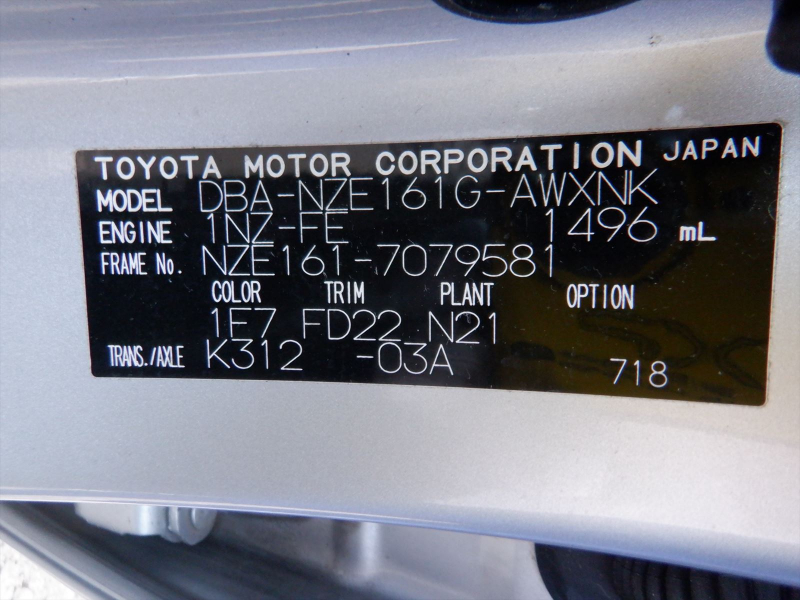 TOYOTA MOTOR CORPORATION JAPAN
MODEL DBA-NZE161G-AWXNK
ENGINE 1NZ-FE 1496 mL
FRAME No. NZE161-7079581
COLOR TRIM PLANT OPTION
1E7 FD22 N21
TRANS./AXLE K312 -03A 718